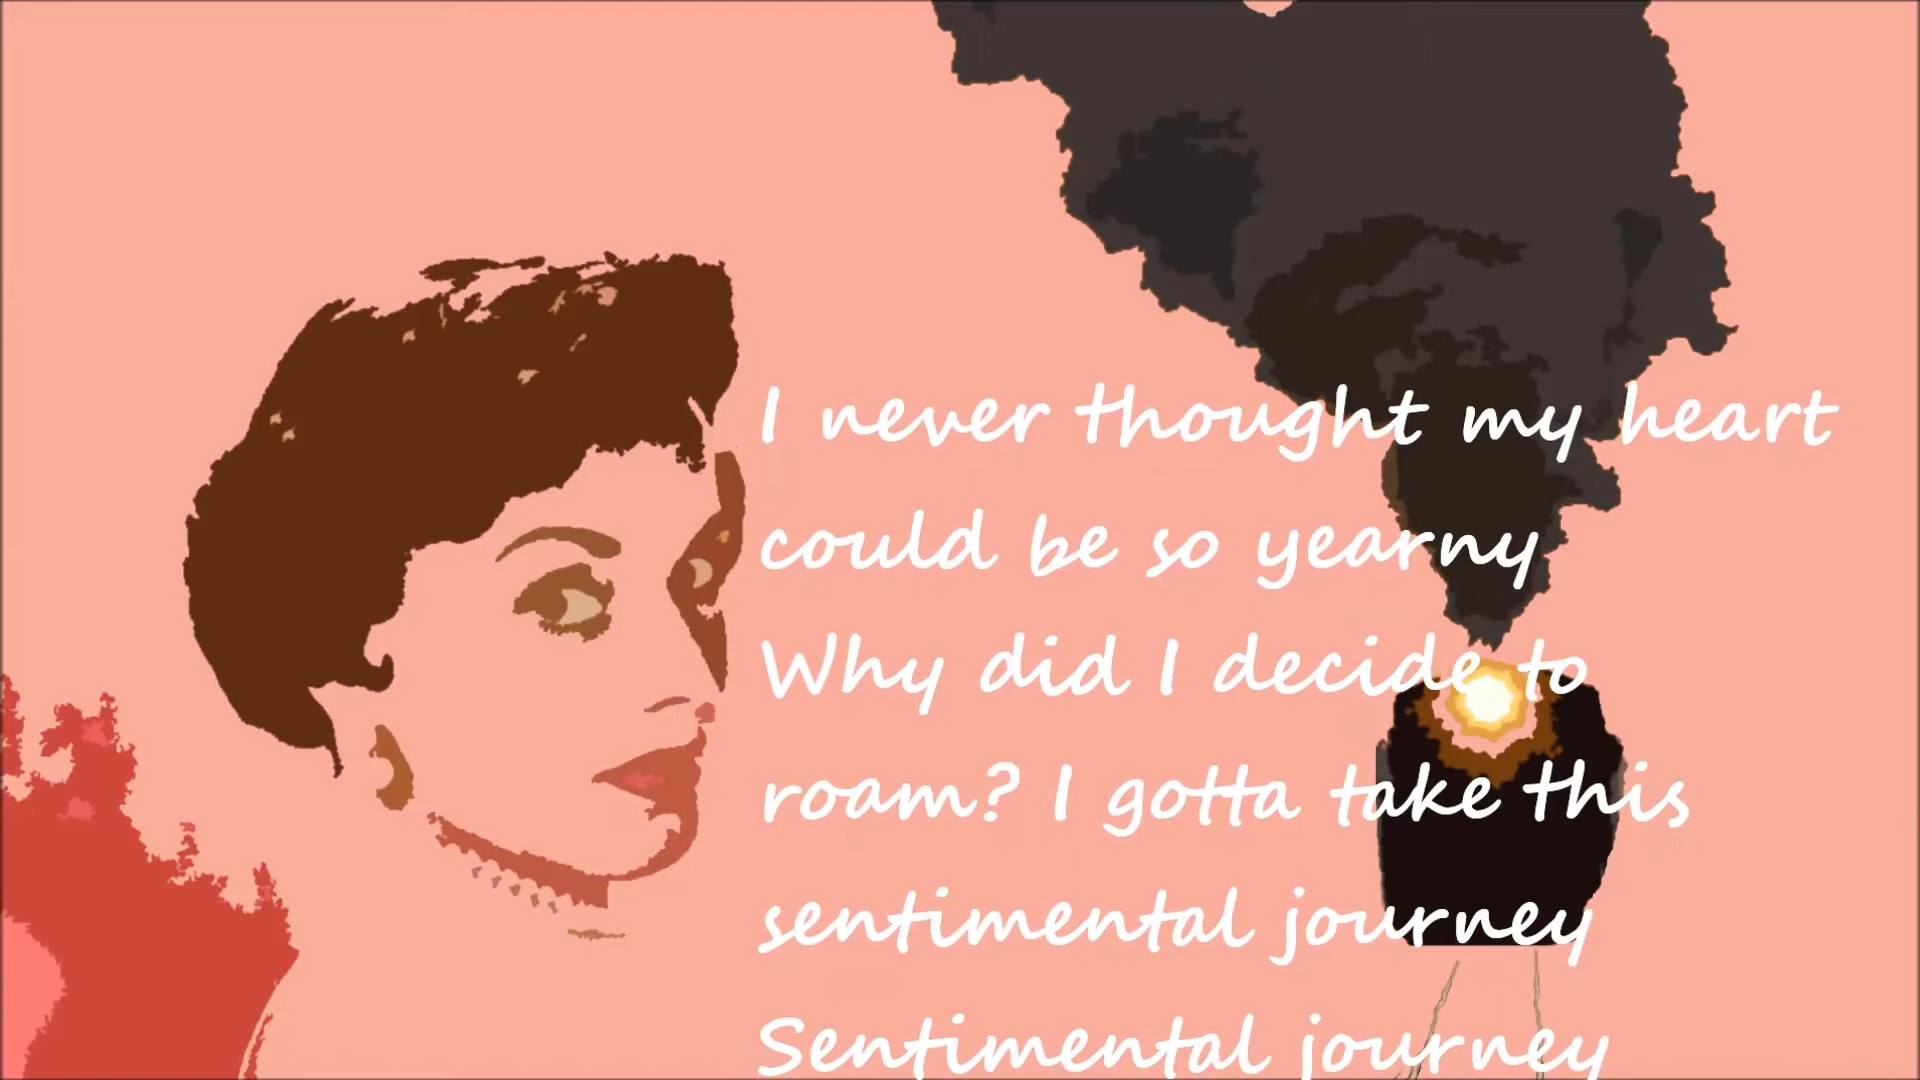 I never thought my heart
could be so yearny
Why did I decide to
roam? I gotta take this
sentimental journey
Sentimental journey